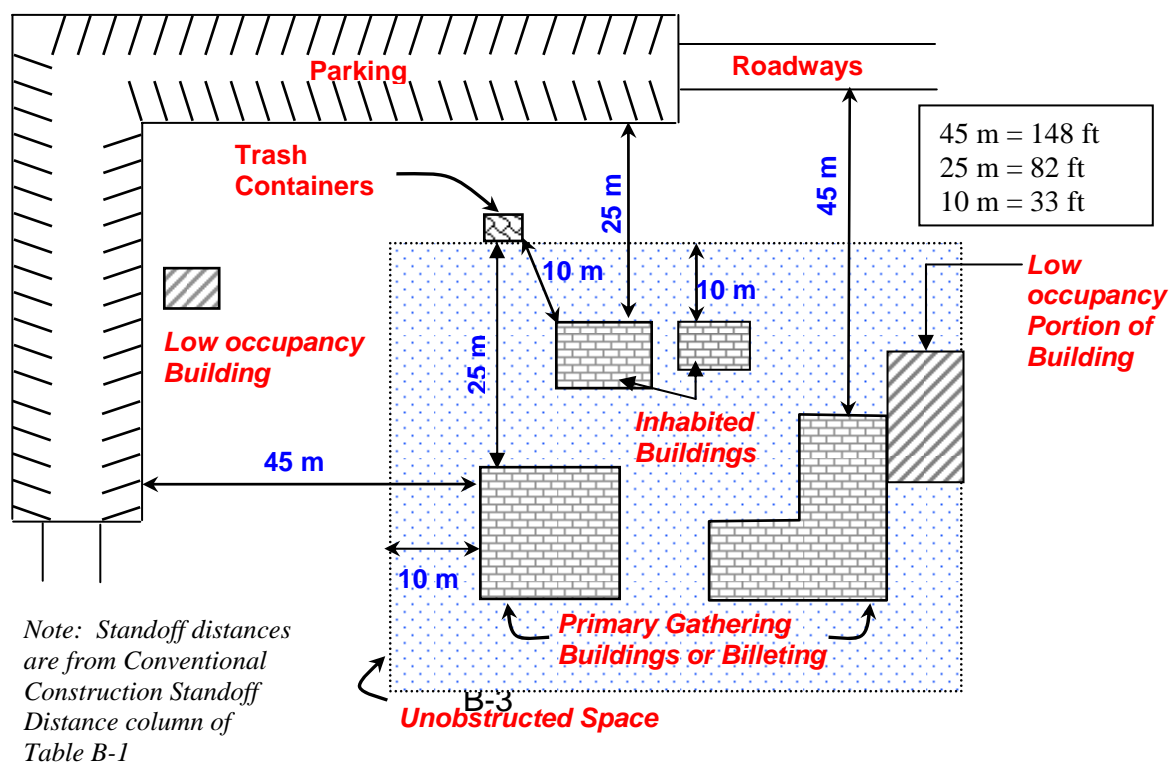 Parking
Roadways
45 m = 148 ft
25 m = 82 ft
10 m = 33 ft
Trash
Containers
25 m
45 m
10 m
10 m
Low
occupancy
Portion of
Building
Low occupancy
Building
25 m
Inhabited
Buildings
45 m
10 m
Primary Gathering
Buildings or Billeting
Note: Standoff distances
are from Conventional
Construction Standoff
Distance column of
Table B-1
B-3
Unobstructed Space